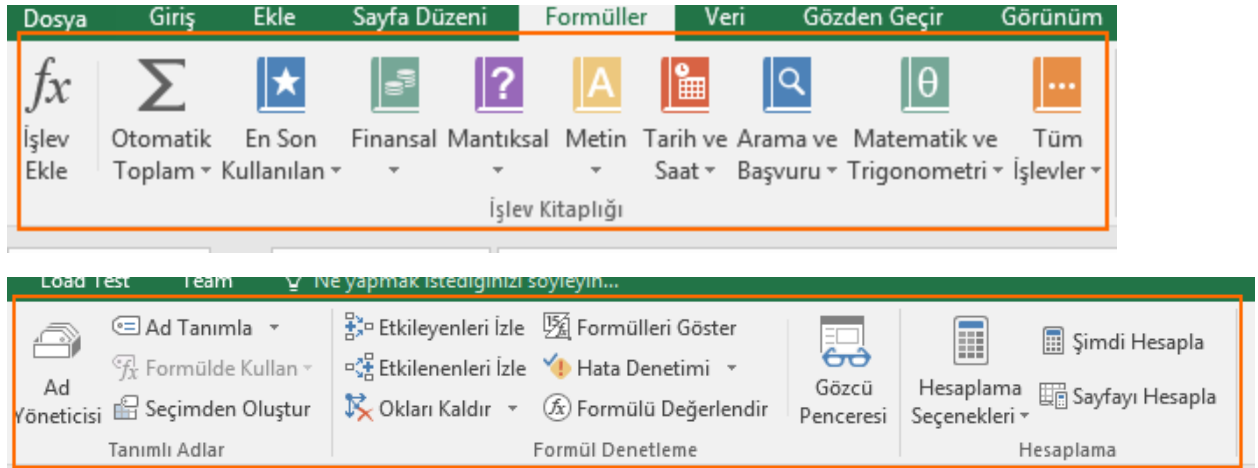 Dosya Giriş Ekle Sayfa Düzeni Formüller Veri Gözden Geçir Görünüm
fx İşlev Ekle
Σ Otomatik Toplam
En Son Kullanılan
Finansal
? Mantıksal
A Metin
Tarih ve Saat
Arama ve Başvuru
θ Matematik ve Trigonometri
Tüm İşlevler
İşlev Kitaplığı
Load Test Team Ne yapmak istediğinizi söyleyin...
Ad Yöneticisi
Ad Tanımla
Formülde Kullan
Seçimden Oluştur
Tanımlı Adlar
Etkileyenleri İzle
Etkilenenleri İzle
Okları Kaldır
Formülleri Göster
Hata Denetimi
Formülü Değerlendir
Gözcü Penceresi
Formül Denetleme
Hesaplama Seçenekleri
Şimdi Hesapla
Sayfayı Hesapla
Hesaplama